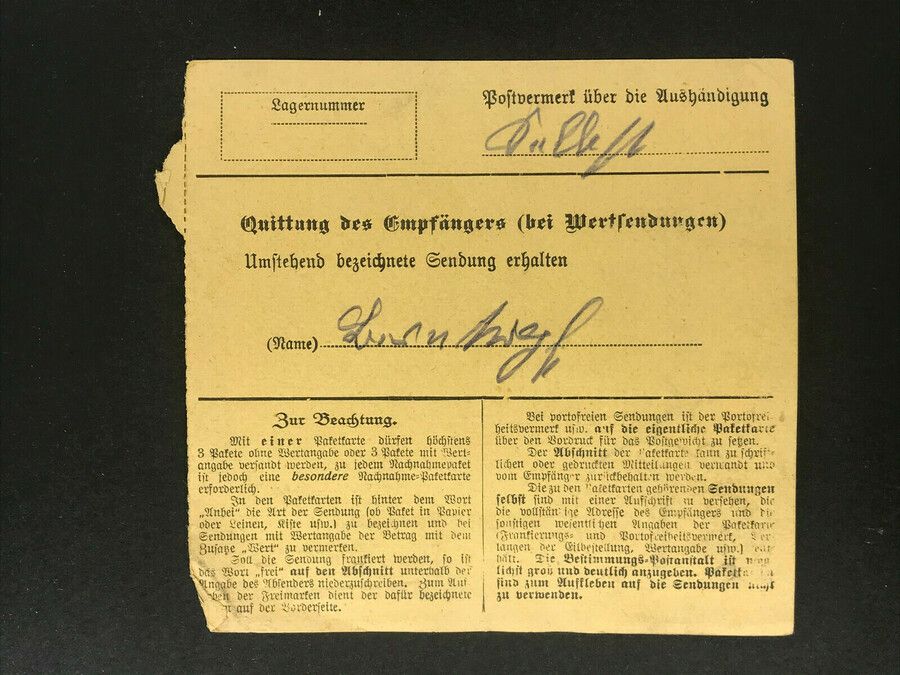 Lagernummer
Postvermerk über die Aushändigung
Quittung des Empfängers (bei Wertsendungen)
Umstehend bezeichnete Sendung erhalten
(Name)
Zur Beachtung.
Mit einer Paketkarte dürfen höchstens
3 Pakete ohne Wertangabe oder 3 Pakete mit Wert-
angabe versandt werden, zu jedem Nachnahmepaket
ist jedoch eine besondere Nachnahme-Paketkarte
erforderlich.
In den Paketkarten ist hinter dem Wort
„Anbei" die Art der Sendung (ob Paket in Papier
oder Leinen, Kiste usw.) zu bezeichnen und bei
Sendungen mit Wertangabe der Betrag mit dem
Zusatze „Wert" zu vermerken.
Soll die Sendung frankiert werden, so ist
das Wort „frei" auf den Abschnitt unterhalb der
Angabe des Absenders niederzuschreiben. Zum Auf
der Freimarken dient der dafür bezeichnete
auf der Vorderseite.
Bei portofreien Sendungen ist der Portofrei-
heitsvermerk usw. auf die eigentliche Paketkarte
über den Vordruck für das Postgewicht zu setzen.
Der Abschnitt der Paketkarte kann zu schrift-
lichen oder gedruckten Mitteilungen verwandt und
vom Empfänger zurückbehalten werden.
Die zu den Paketkarten gehörenden Sendungen
selbst sind mit einer Aufschrift zu versehen, die
die vollständige Adresse des Empfängers und die
sonstigen wesentlichen Angaben der Paketkarte
(Frankierungs- und Portofreiheitsvermerk, Ver-
langen der Eilbestellung, Wertangabe usw.) ent
hält. Die Bestimmungs-Postanstalt ist mög
lichst groß und deutlich anzugeben. Paketkarten
sind zum Aufkleben auf die Sendungen nicht
zu verwenden.